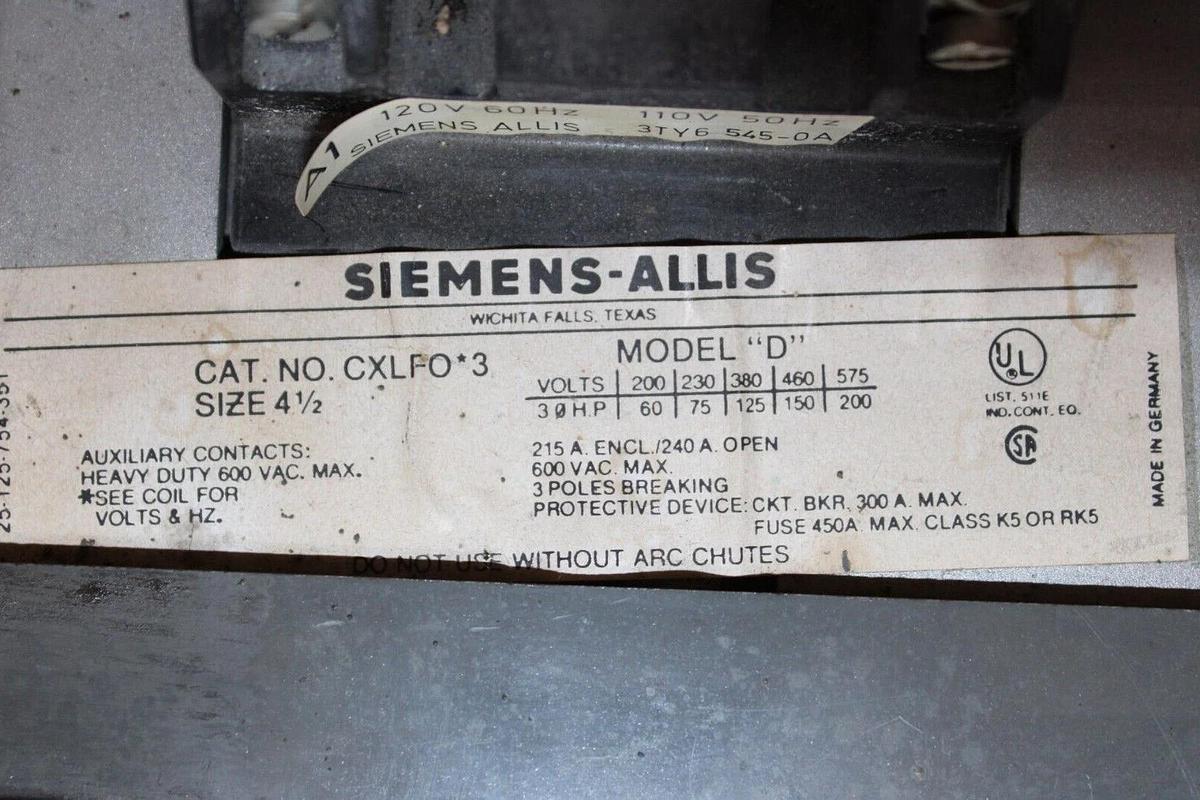 120V 60Hz 110V 50Hz
SIEMENS ALLIS 3TY6 545-0A
A1
SIEMENS-ALLIS
WICHITA FALLS, TEXAS
CAT. NO. CXLFO*3
SIZE 4½
MODEL "D"
VOLTS 200 230 380 460 575
3 Ø H.P 60 75 125 150 200
UL
LIST. 511E
IND. CONT. EQ.
SA
AUXILIARY CONTACTS:
HEAVY DUTY 600 VAC. MAX.
*SEE COIL FOR
VOLTS & HZ.
215 A. ENCL./240 A. OPEN
600 VAC. MAX.
3 POLES BREAKING
PROTECTIVE DEVICE: CKT. BKR. 300 A. MAX.
FUSE 450A. MAX. CLASS K5 OR RK5
DO NOT USE WITHOUT ARC CHUTES
MADE IN GERMANY